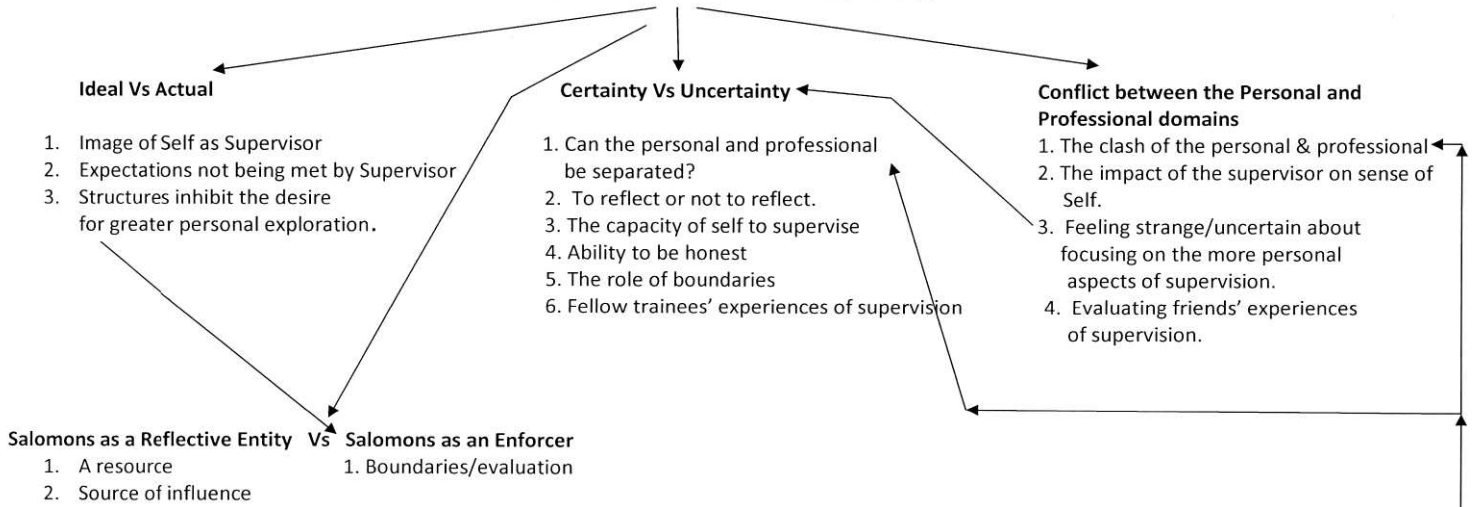 Ideal Vs Actual
1. Image of Self as Supervisor
2. Expectations not being met by Supervisor
3. Structures inhibit the desire
for greater personal exploration.
Certainty Vs Uncertainty
1. Can the personal and professional
be separated?
2. To reflect or not to reflect.
3. The capacity of self to supervise
4. Ability to be honest
5. The role of boundaries
6. Fellow trainees’ experiences of supervision
Conflict between the Personal and
Professional domains
1. The clash of the personal & professional
2. The impact of the supervisor on sense of
Self.
3. Feeling strange/uncertain about
focusing on the more personal
aspects of supervision.
4. Evaluating friends’ experiences
of supervision.
Salomons as a Reflective Entity Vs Salomons as an Enforcer
1. A resource
2. Source of influence
1. Boundaries/evaluation